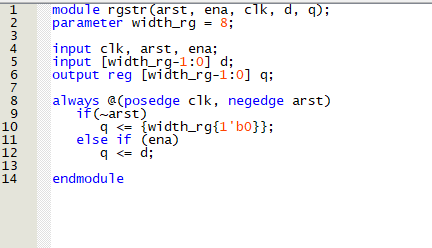 1 module rgstr(arst, ena, clk, d, q);
2 parameter width_rg = 8;
3
4 input clk, arst, ena;
5 input [width_rg-1:0] d;
6 output reg [width_rg-1:0] q;
7
8 always @(posedge clk, negedge arst)
9 if(~arst)
10 q <= {width_rg{1'b0}};
11 else if (ena)
12 q <= d;
13
14 endmodule